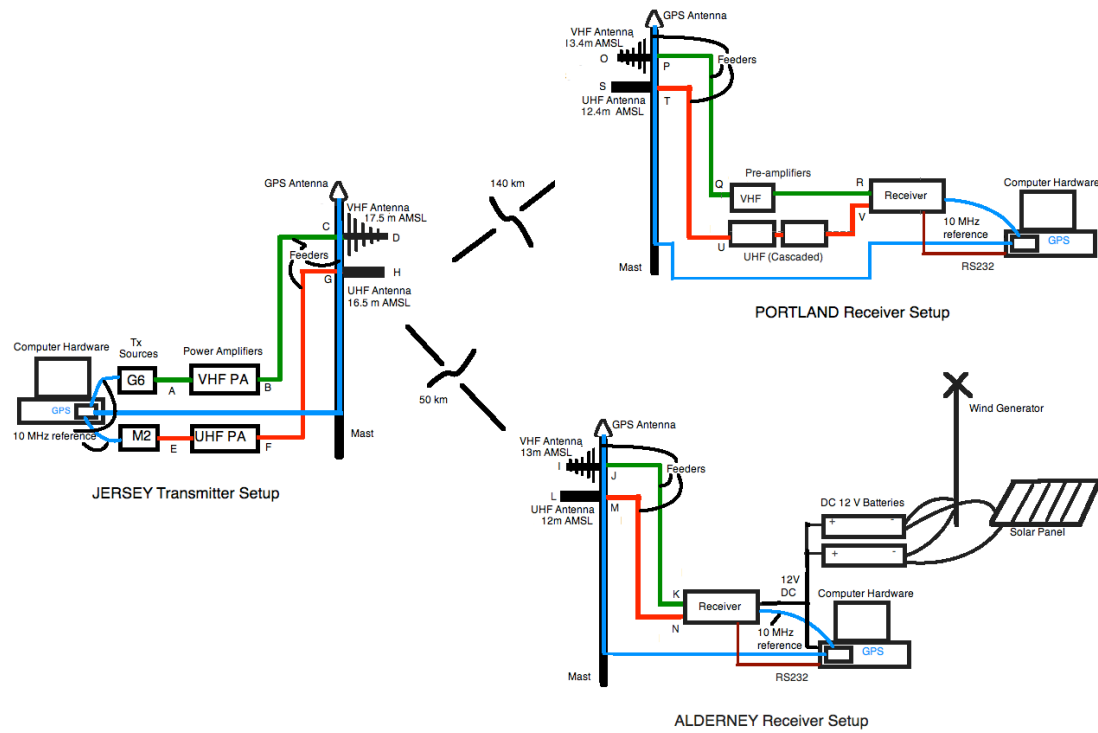 GPS Antenna
VHF Antenna
13.4m AMSL
O
P
Feeders
S
UHF Antenna
12.4m AMSL
T
Pre-amplifiers
Q
VHF
R
Receiver
V
U
UHF (Cascaded)
10 MHz
reference
RS232
Computer Hardware
GPS
Mast
PORTLAND Receiver Setup
140 km
GPS Antenna
VHF Antenna
17.5m AMSL
C
D
Feeders
G
H
UHF Antenna
16.5 m AMSL
Computer Hardware
Tx
Sources
Power Amplifiers
G6
A
VHF PA
B
GPS
10 MHz reference
M2
E
UHF PA
F
Mast
JERSEY Transmitter Setup
50 km
GPS Antenna
VHF Antenna
13m AMSL
I
J
Feeders
L
M
UHF Antenna
12m AMSL
K
N
Receiver
12V
DC
10 MHz
reference
RS232
Computer Hardware
GPS
DC 12 V Batteries
+ -
+ -
Wind Generator
Solar Panel
Mast
ALDERNEY Receiver Setup